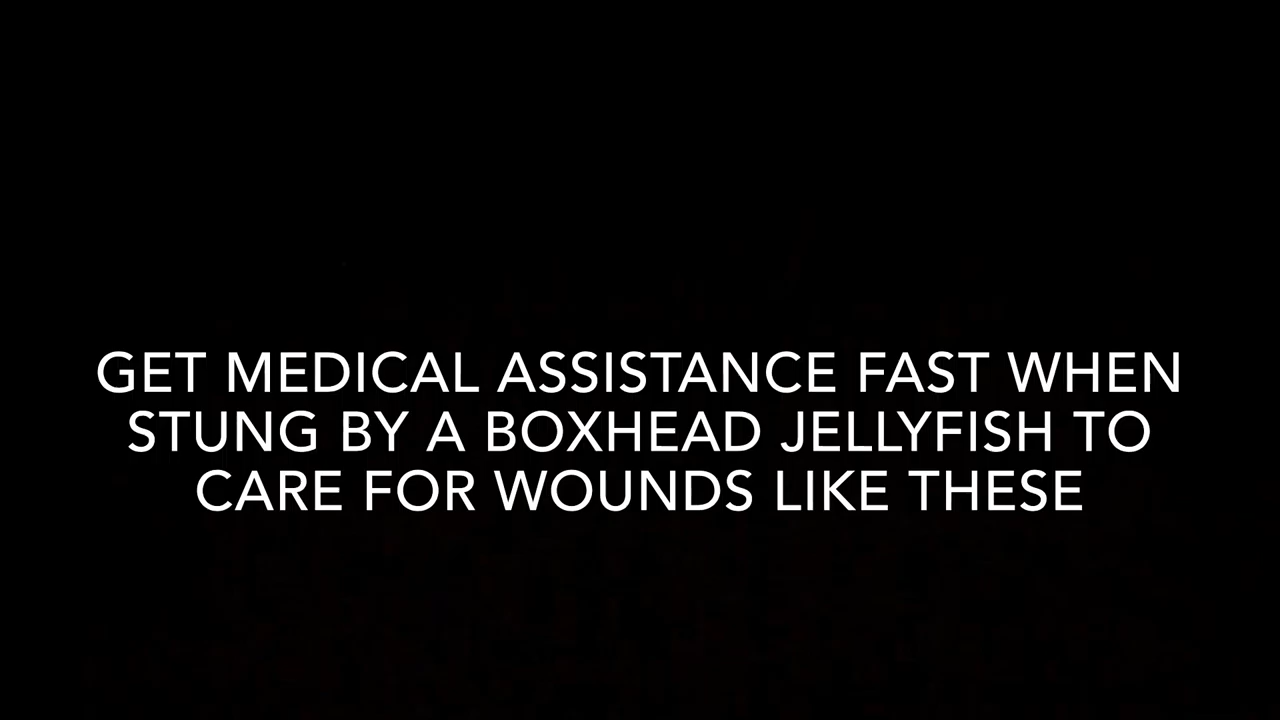 GET MEDICAL ASSISTANCE FAST WHEN
STUNG BY A BOXHEAD JELLYFISH TO
CARE FOR WOUNDS LIKE THESE